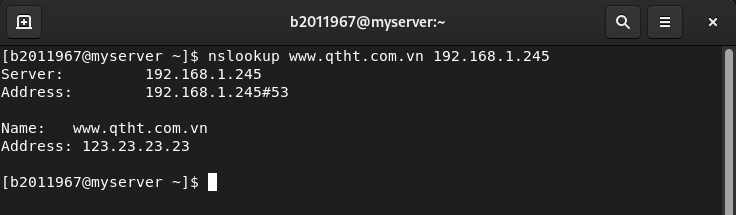 b2011967@myserver:~
[b2011967@myserver ~]$ nslookup www.qtht.com.vn 192.168.1.245
Server:         192.168.1.245
Address:        192.168.1.245#53
Name:   www.qtht.com.vn
Address: 123.23.23.23
[b2011967@myserver ~]$